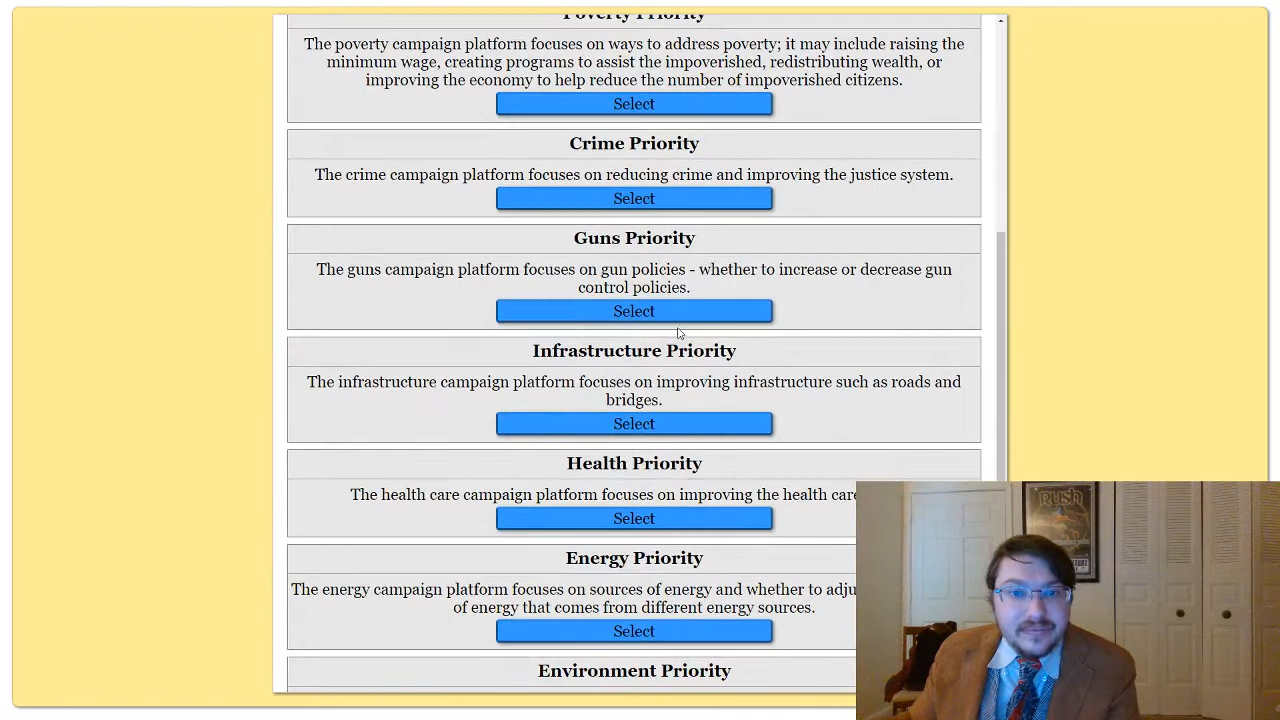 Poverty Priority
The poverty campaign platform focuses on ways to address poverty; it may include raising the
minimum wage, creating programs to assist the impoverished, redistributing wealth, or
improving the economy to help reduce the number of impoverished citizens.
Select
Crime Priority
The crime campaign platform focuses on reducing crime and improving the justice system.
Select
Guns Priority
The guns campaign platform focuses on gun policies - whether to increase or decrease gun
control policies.
Select
Infrastructure Priority
The infrastructure campaign platform focuses on improving infrastructure such as roads and
bridges.
Select
Health Priority
The health care campaign platform focuses on improving the health care
Select
Energy Priority
The energy campaign platform focuses on sources of energy and whether to adju
of energy that comes from different energy sources.
Select
Environment Priority
RUSH